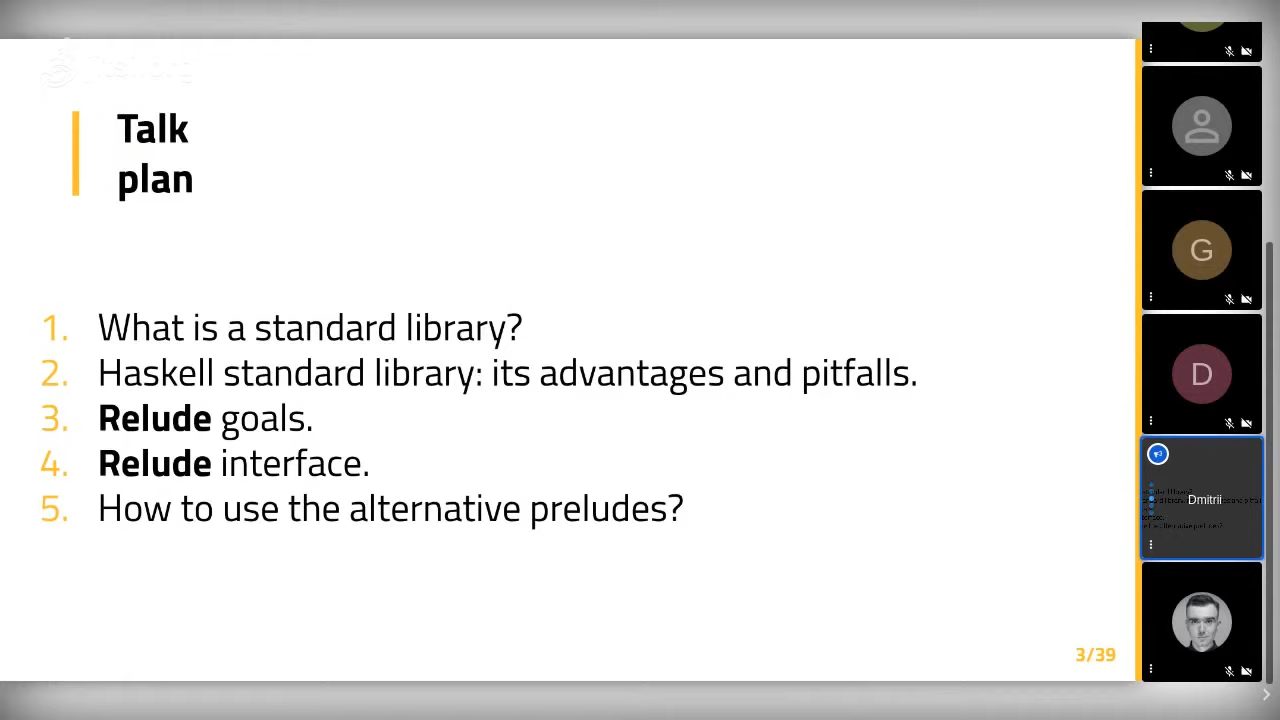 Talk
plan
1. What is a standard library?
2. Haskell standard library: its advantages and pitfalls.
3. Relude goals.
4. Relude interface.
5. How to use the alternative preludes?
3/39
G
D
Dmitrii